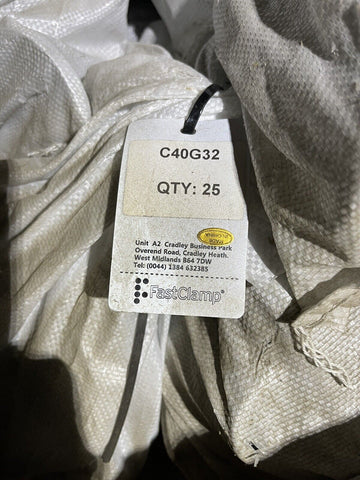 C40G32
QTY: 25
Unit A2 Cradley Business Park
Overend Road, Cradley Heath.
West Midlands B64 7DW
Tel: (0044) 1384 632385
FastClamp